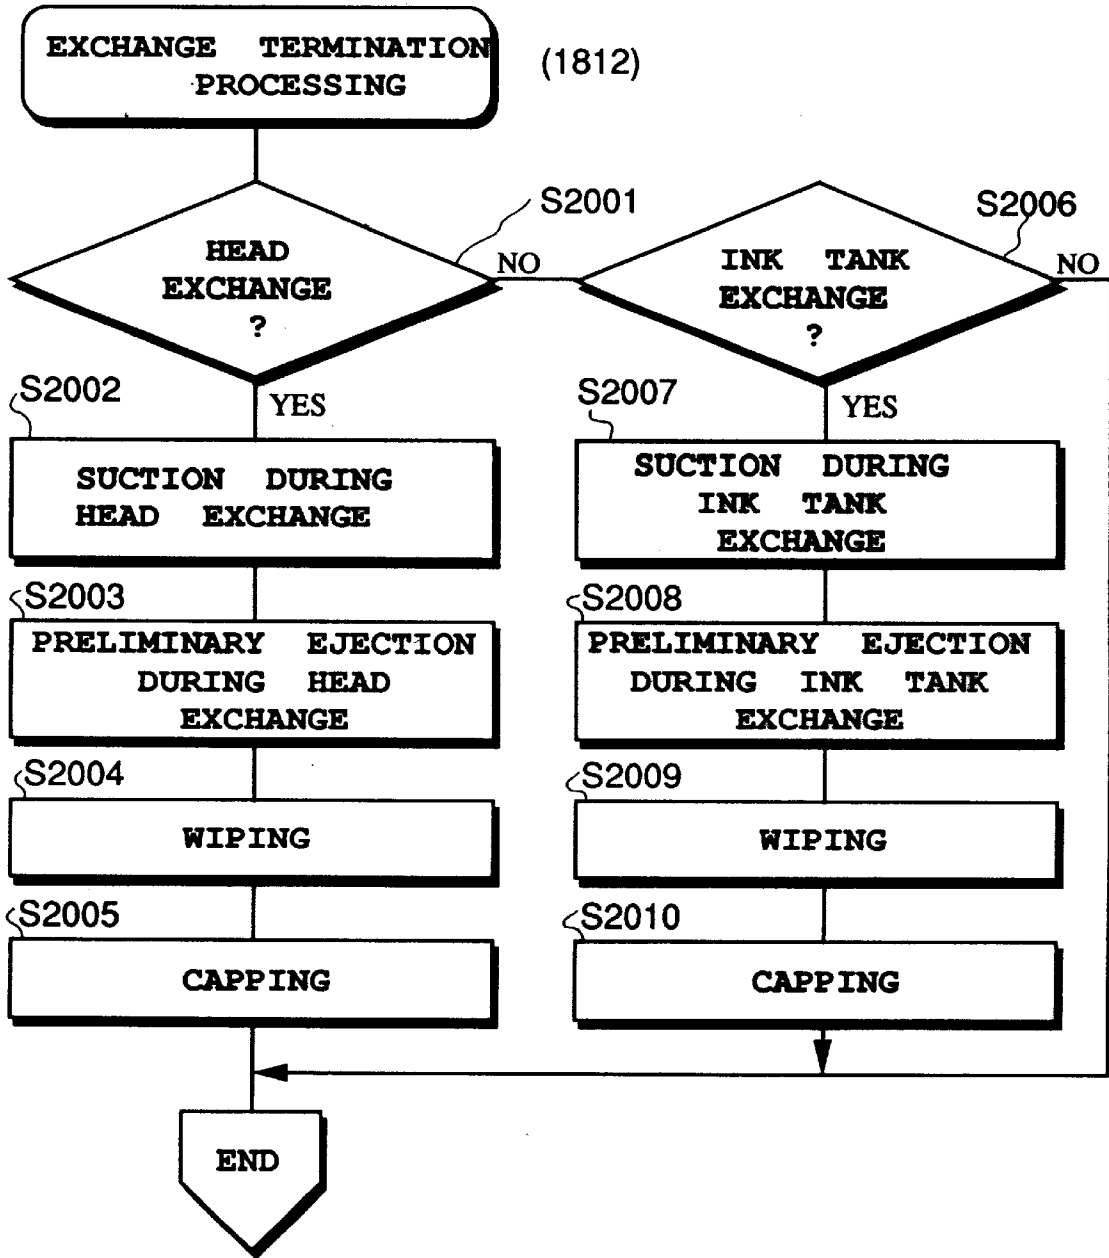 EXCHANGE TERMINATION
PROCESSING
(1812)
S2001
HEAD
EXCHANGE
?
NO
YES
S2002
SUCTION DURING
HEAD EXCHANGE
S2003
PRELIMINARY EJECTION
DURING HEAD
EXCHANGE
S2004
WIPING
S2005
CAPPING
S2006
INK TANK
EXCHANGE
?
NO
YES
S2007
SUCTION DURING
INK TANK
EXCHANGE
S2008
PRELIMINARY EJECTION
DURING INK TANK
EXCHANGE
S2009
WIPING
S2010
CAPPING
END